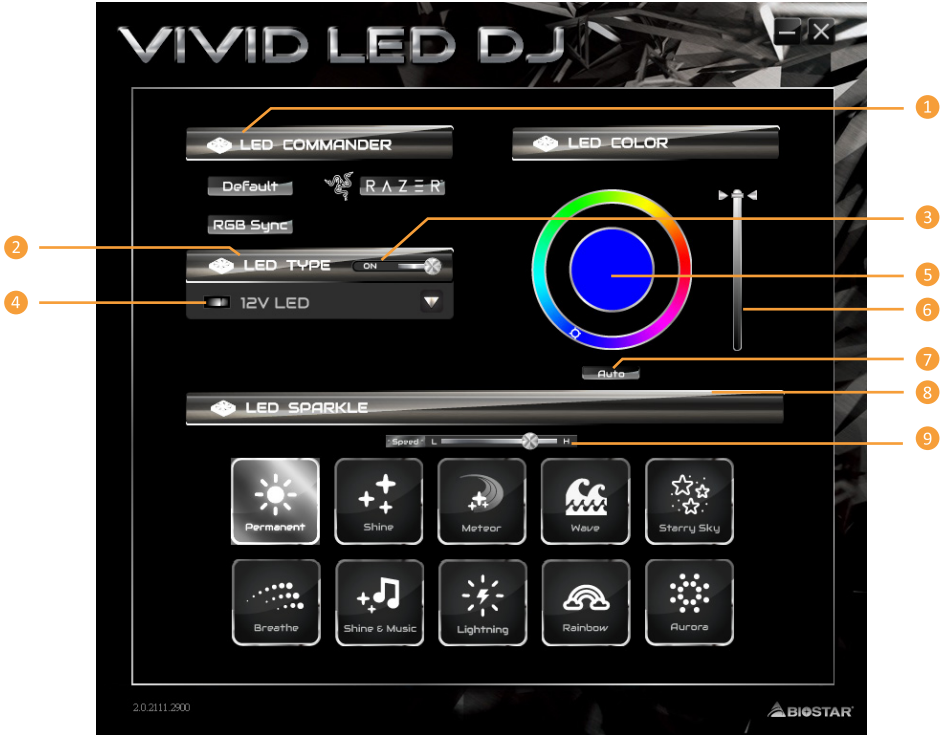 VIVID LED DJ
1
LED COMMANDER
LED COLOR
Default
RAZER
RGB Sync
3
2
LED TYPE
ON
5
4
12V LED
6
7
Auto
8
LED SPARKLE
9
Speed
L
H
Permanent
Shine
Meteor
Wave
Starry Sky
Breathe
Shine & Music
Lightning
Rainbow
Aurora
2.0.2111.2900
BIOSTAR